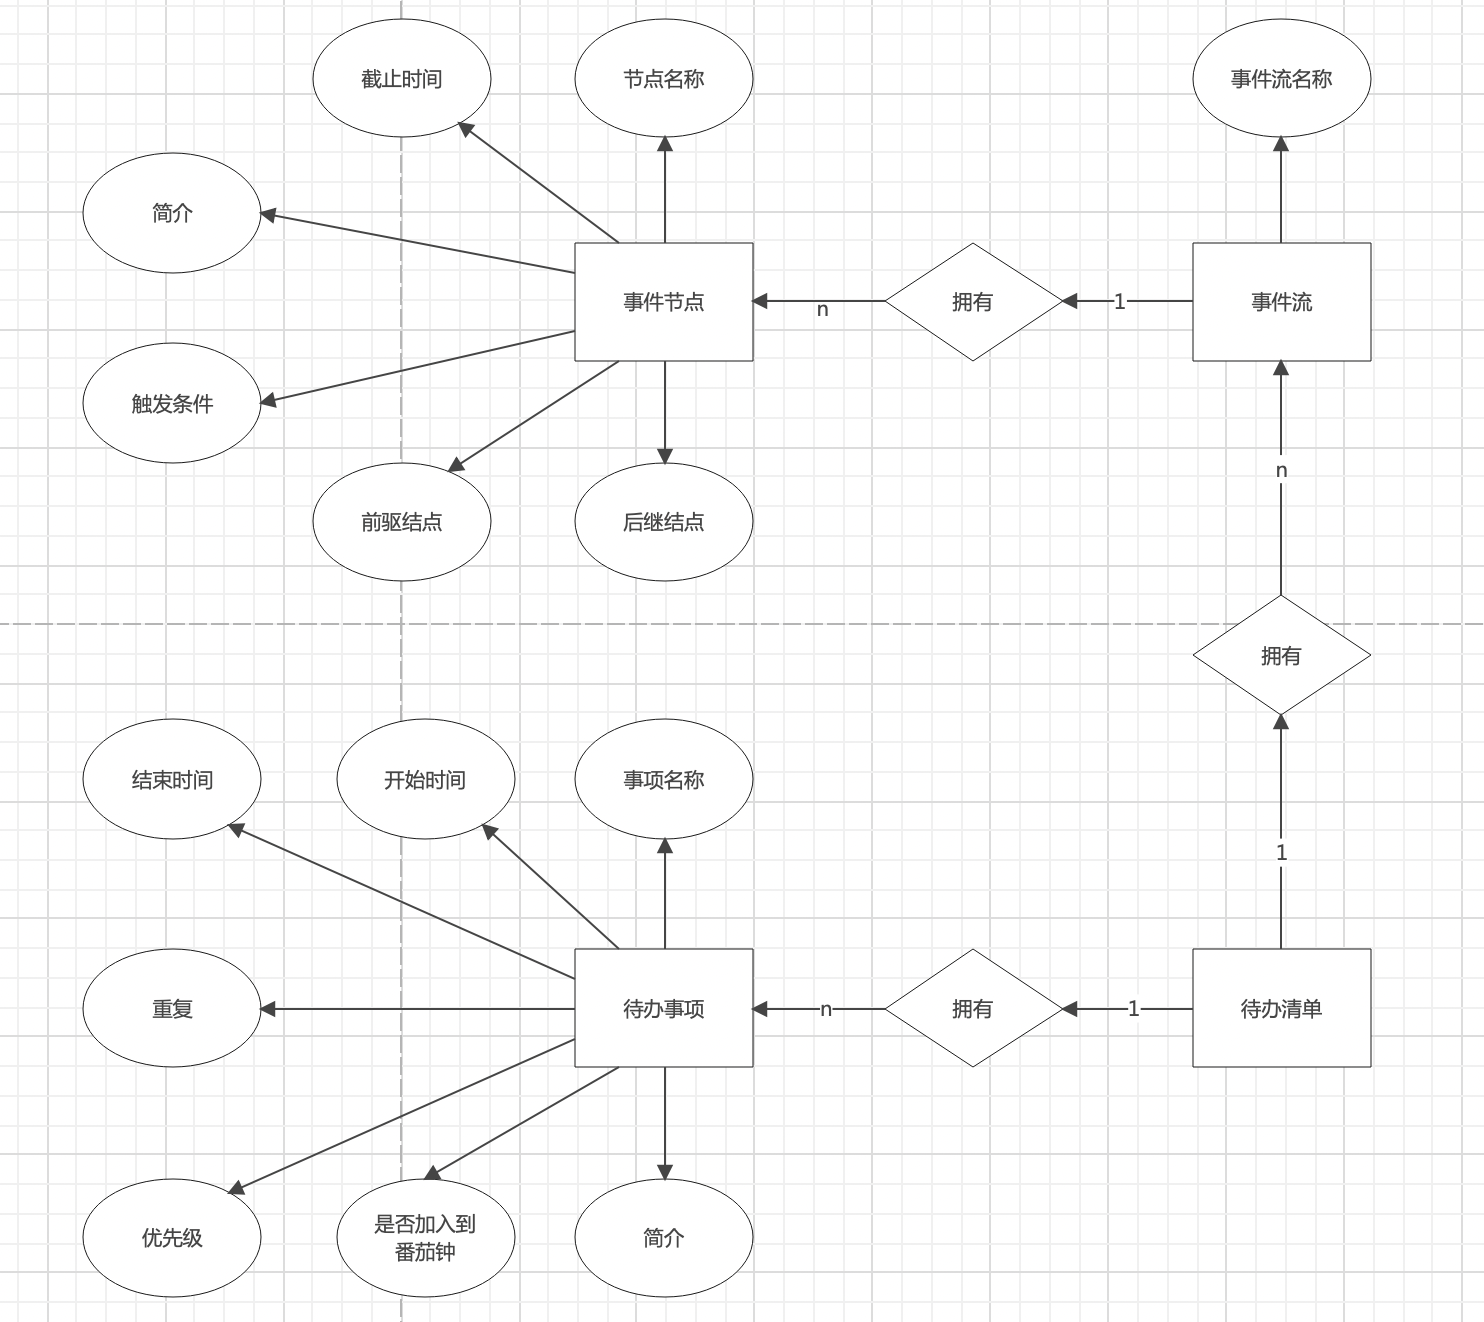 截止时间
节点名称
事件流名称
简介
事件节点
n
拥有
1
事件流
触发条件
前驱结点
后继结点
n
拥有
结束时间
开始时间
事项名称
1
重复
待办事项
n
拥有
1
待办清单
优先级
是否加入到
番茄钟
简介